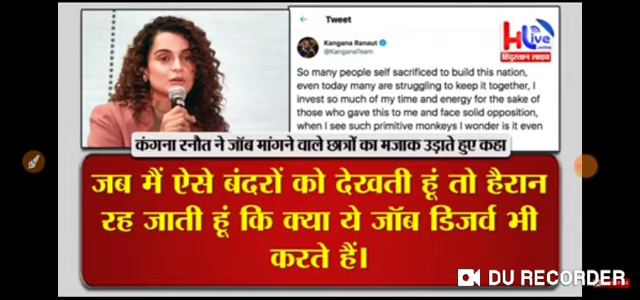 Tweet
Kangana Ranaut
@KanganaTeam
So many people self sacrificed to build this nation,
even today many are struggling to keep it together, I
invest so much of my time and energy for the sake of
those who gave this to me and face solid opposition,
when I see such primitive monkeys I wonder is it even
HLive
हिंदुस्तान लाइव
कंगना रनौत ने जॉब मांगने वाले छात्रों का मजाक उड़ाते हुए कहा
जब मैं ऐसे बंदरों को देखती हूं तो हैरान
रह जाती हूं कि क्या ये जॉब डिजर्व भी
करते हैं।
DU RECORDER